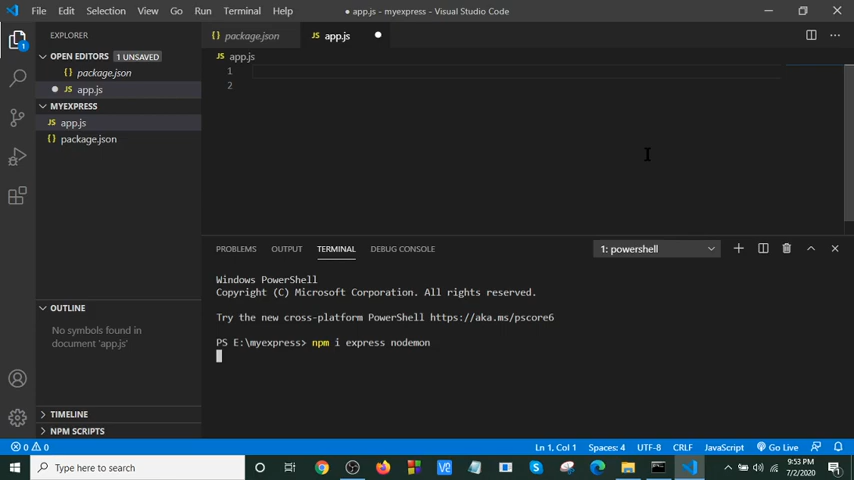 File Edit Selection View Go Run Terminal Help
● app.js - myexpress - Visual Studio Code
EXPLORER
OPEN EDITORS 1 UNSAVED
{} package.json
● JS app.js
MYEXPRESS
JS app.js
{} package.json
OUTLINE
No symbols found in
document 'app.js'
TIMELINE
NPM SCRIPTS
{} package.json
JS app.js ●
JS app.js
1
2
PROBLEMS OUTPUT TERMINAL DEBUG CONSOLE
1: powershell
Windows PowerShell
Copyright (C) Microsoft Corporation. All rights reserved.
Try the new cross-platform PowerShell https://aka.ms/pscore6
PS E:\myexpress> npm i express nodemon
0 0
Ln 1, Col 1 Spaces: 4 UTF-8 CRLF JavaScript Go Live
Type here to search
9:53 PM
7/2/2020
1
1